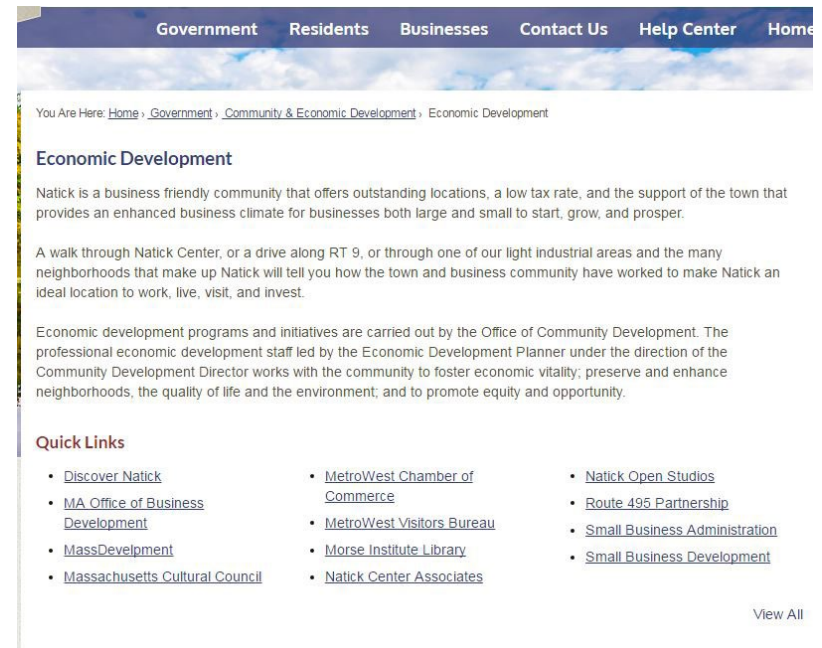 Government Residents Businesses Contact Us Help Center Home
You Are Here: Home › Government › Community & Economic Development › Economic Development
Economic Development
Natick is a business friendly community that offers outstanding locations, a low tax rate, and the support of the town that
provides an enhanced business climate for businesses both large and small to start, grow, and prosper.
A walk through Natick Center, or a drive along RT 9, or through one of our light industrial areas and the many
neighborhoods that make up Natick will tell you how the town and business community have worked to make Natick an
ideal location to work, live, visit, and invest.
Economic development programs and initiatives are carried out by the Office of Community Development. The
professional economic development staff led by the Economic Development Planner under the direction of the
Community Development Director works with the community to foster economic vitality; preserve and enhance
neighborhoods, the quality of life and the environment; and to promote equity and opportunity.
Quick Links
• Discover Natick
• MA Office of Business
Development
• MassDevelpment
• Massachusetts Cultural Council
• MetroWest Chamber of
Commerce
• MetroWest Visitors Bureau
• Morse Institute Library
• Natick Center Associates
• Natick Open Studios
• Route 495 Partnership
• Small Business Administration
• Small Business Development
View All